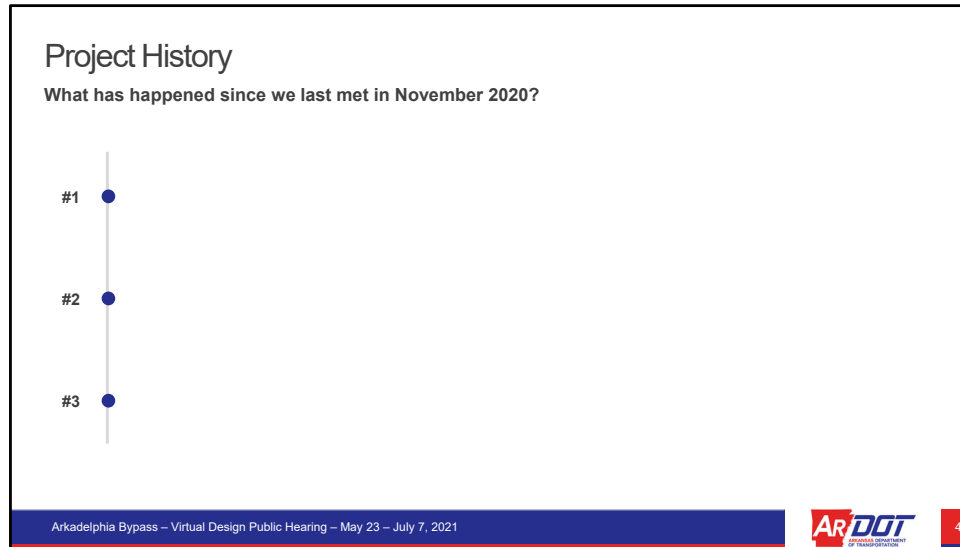 Project History
What has happened since we last met in November 2020?
#1
#2
#3
Arkadelphia Bypass – Virtual Design Public Hearing – May 23 – July 7, 2021
ARDOT
ARKANSAS DEPARTMENT
OF TRANSPORTATION
4